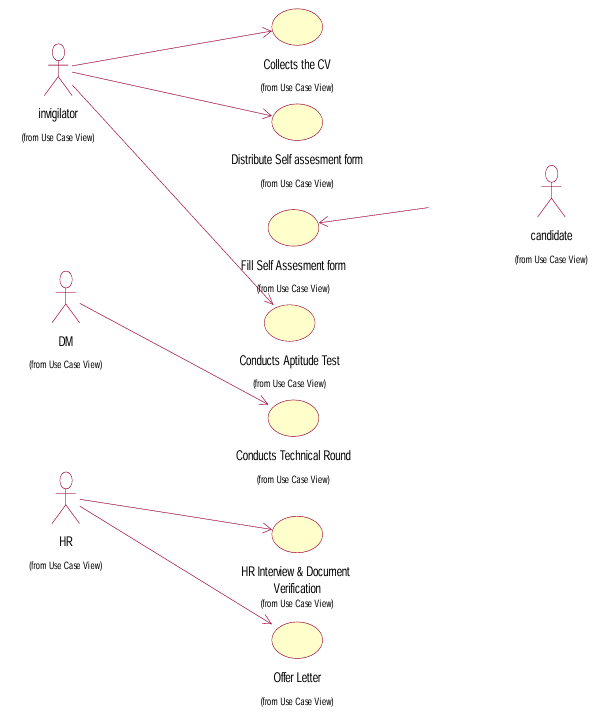 Collects the CV
(from Use Case View)
invigilator
(from Use Case View)
Distribute Self assesment form
(from Use Case View)
candidate
(from Use Case View)
Fill Self Assesment form
(from Use Case View)
DM
(from Use Case View)
Conducts Aptitude Test
(from Use Case View)
Conducts Technical Round
(from Use Case View)
HR
(from Use Case View)
HR Interview & Document
Verification
(from Use Case View)
Offer Letter
(from Use Case View)